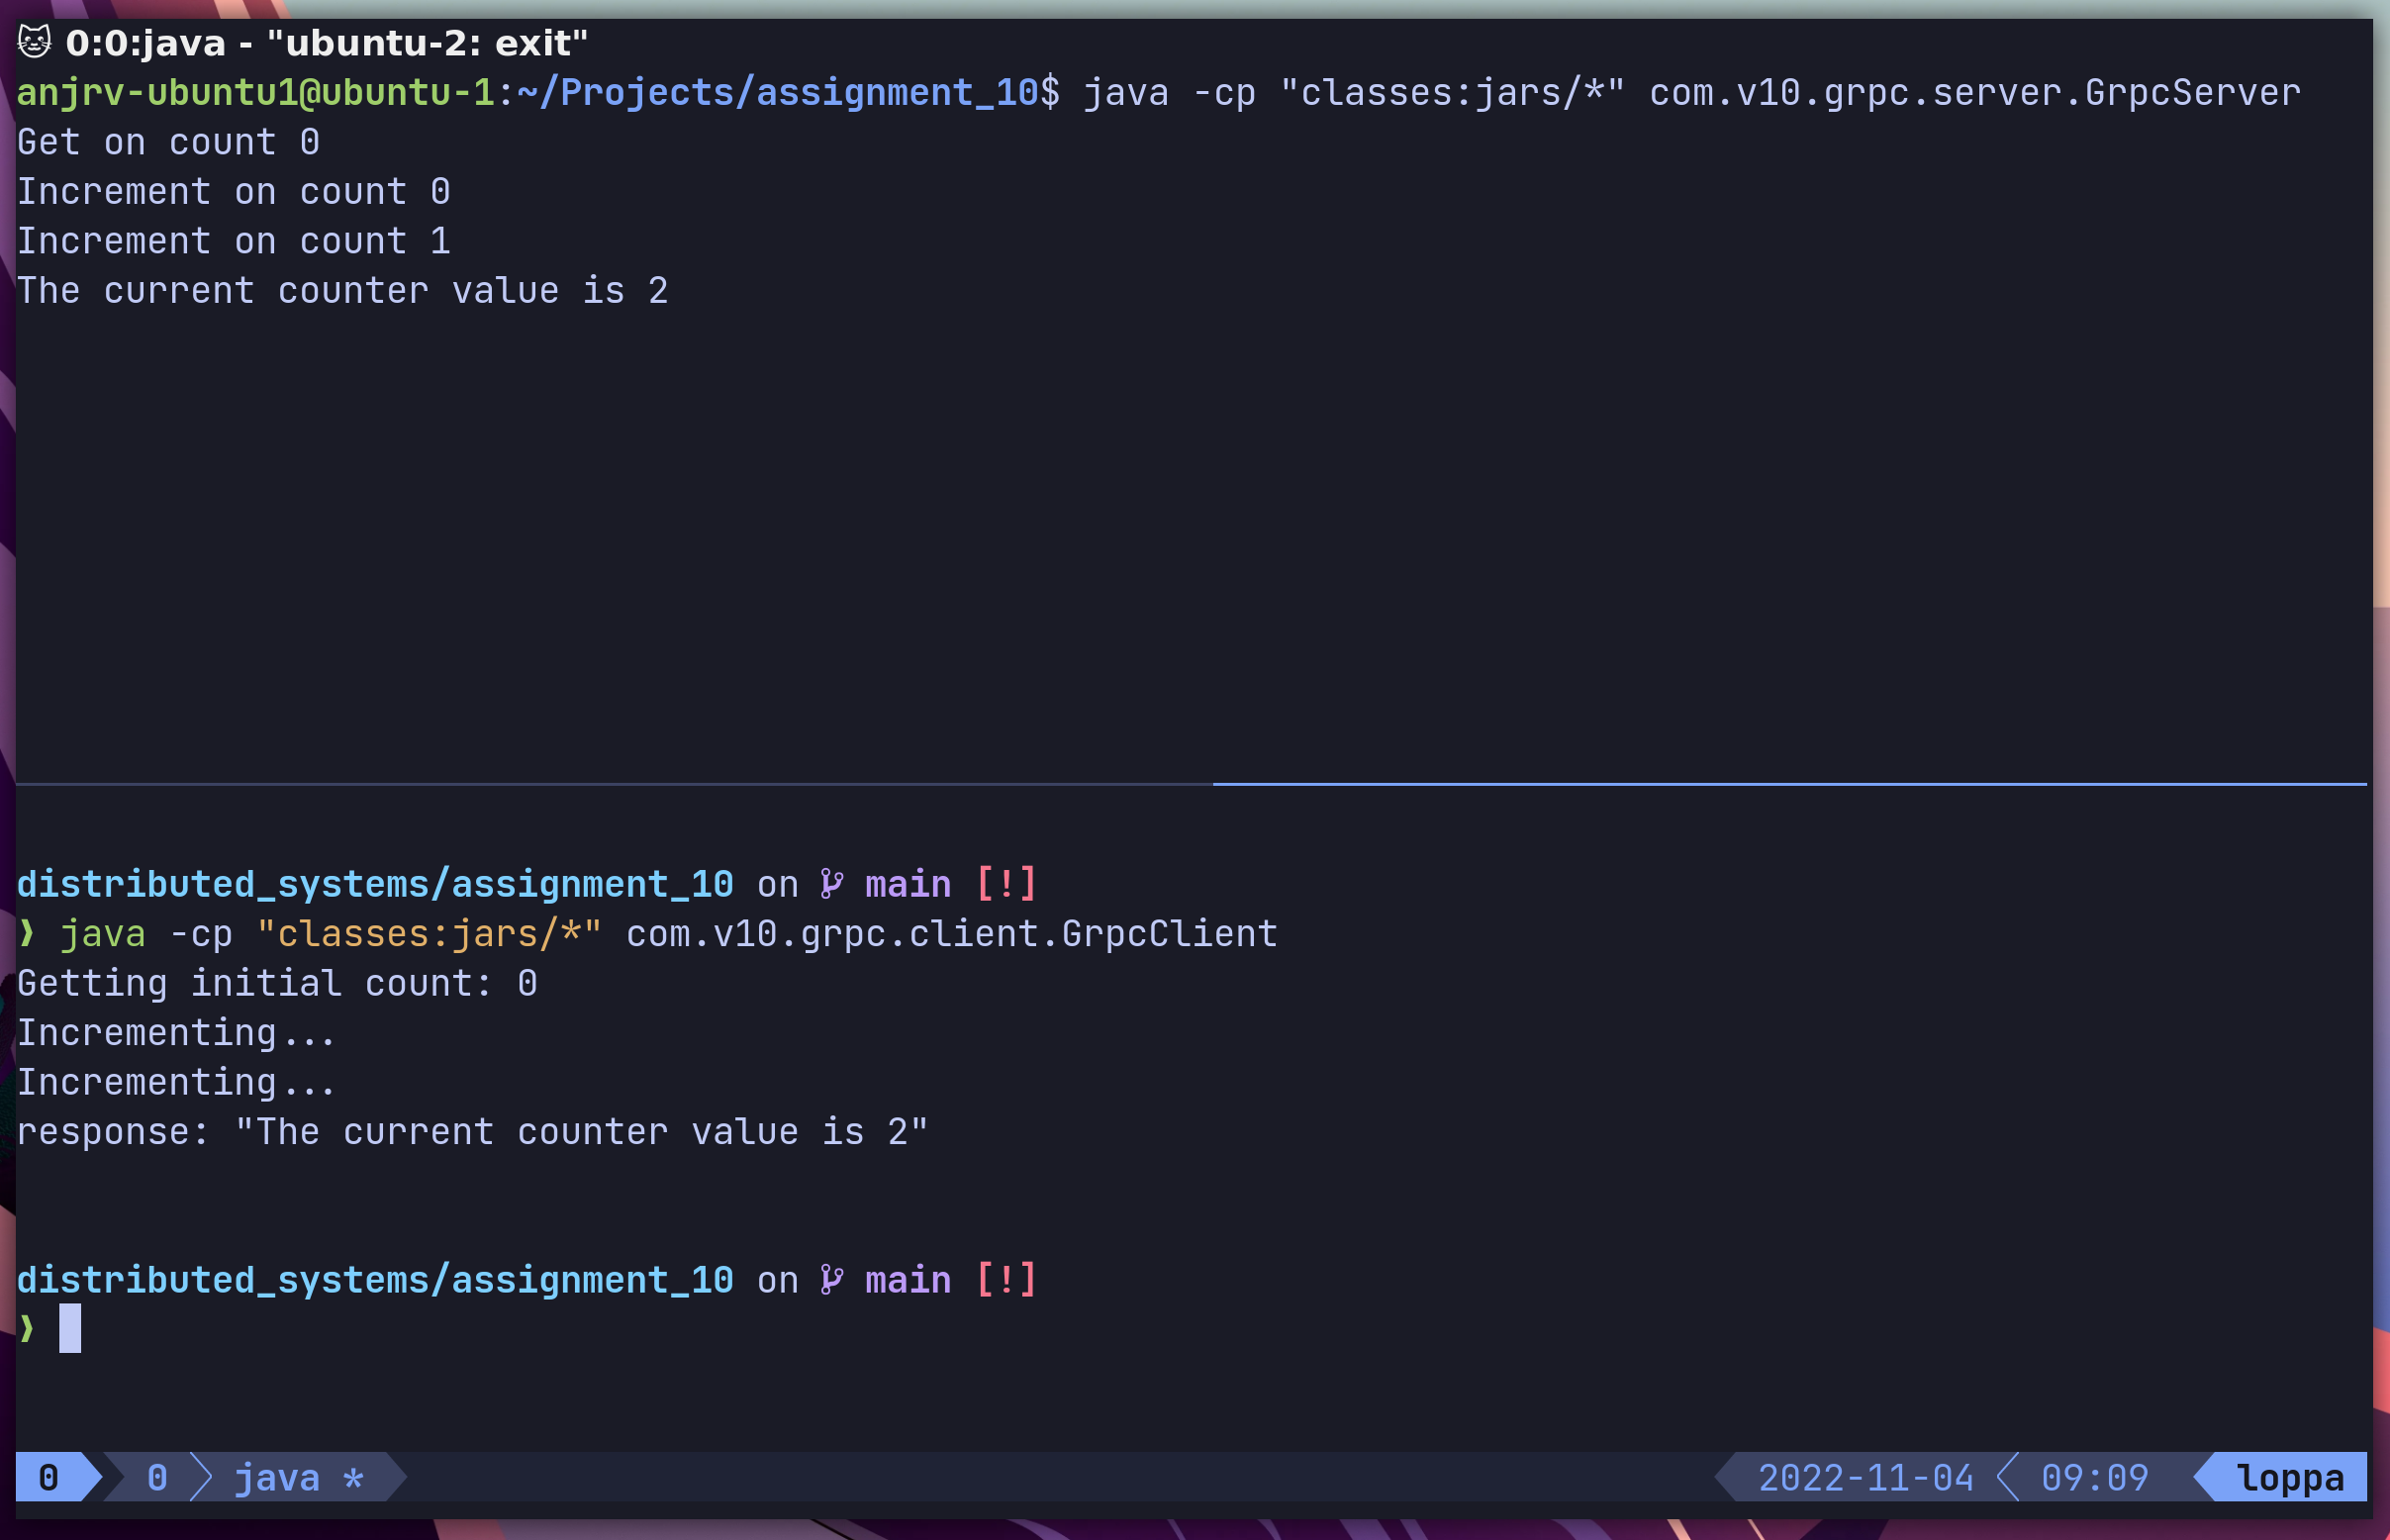 0:0:java - "ubuntu-2: exit"
anjrv-ubuntu1@ubuntu-1:~/Projects/assignment_10$ java -cp "classes:jars/*" com.v10.grpc.server.GrpcServer
Get on count 0
Increment on count 0
Increment on count 1
The current counter value is 2
distributed_systems/assignment_10 on main [!]
❱ java -cp "classes:jars/*" com.v10.grpc.client.GrpcClient
Getting initial count: 0
Incrementing...
Incrementing...
response: "The current counter value is 2"
distributed_systems/assignment_10 on main [!]
❱
0 0 java * 2022-11-04 09:09 loppa